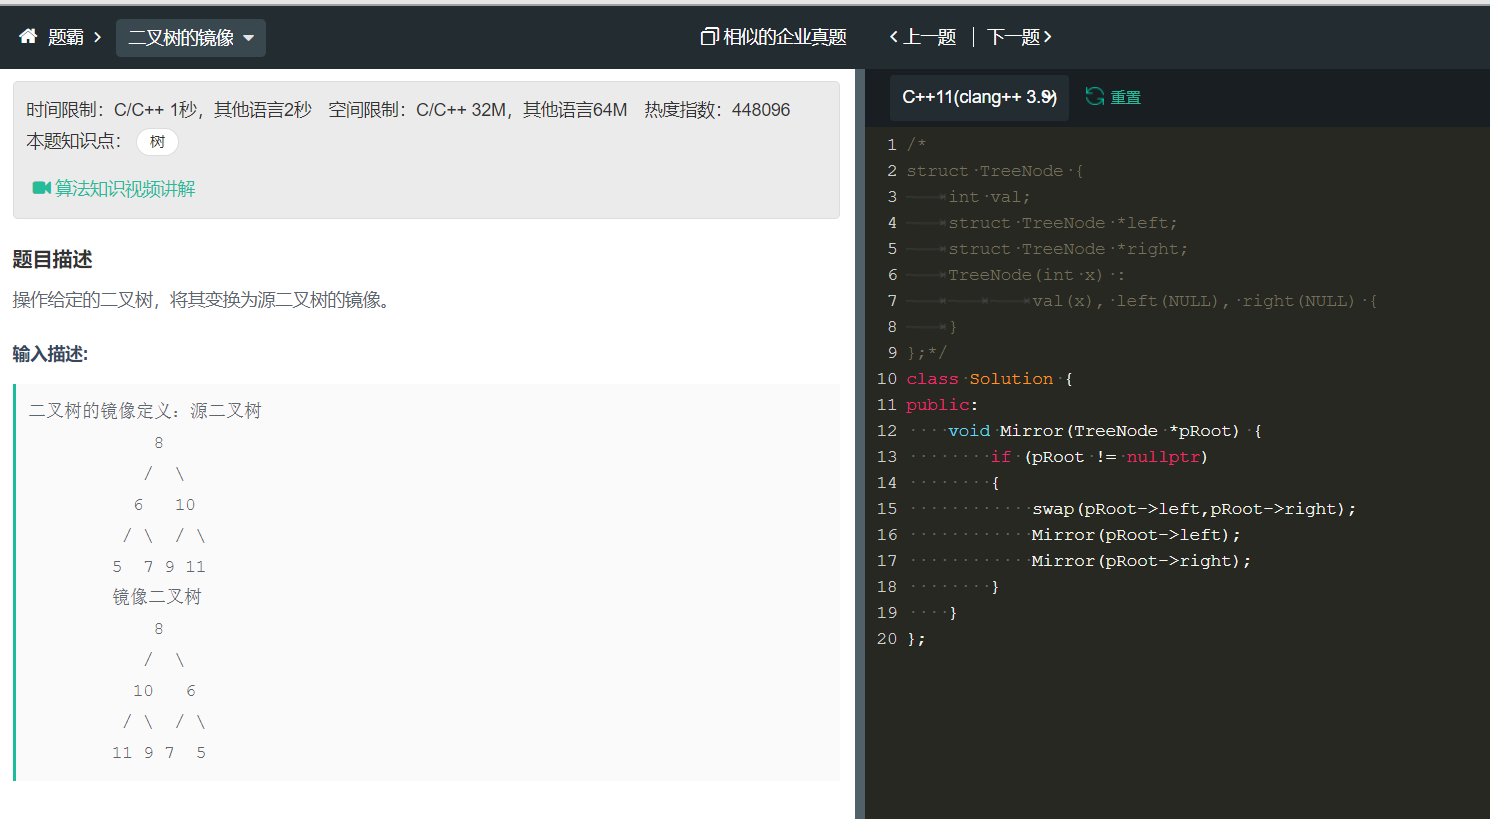 题霸 > 二叉树的镜像
相似的企业真题
上一题 | 下一题
时间限制：C/C++ 1秒，其他语言2秒 空间限制：C/C++ 32M，其他语言64M 热度指数：448096
本题知识点： 树
算法知识视频讲解
题目描述
操作给定的二叉树，将其变换为源二叉树的镜像。
输入描述:
二叉树的镜像定义：源二叉树
8
/ \
6 10
/ \ / \
5 7 9 11
镜像二叉树
8
/ \
10 6
/ \ / \
11 9 7 5
C++11(clang++ 3.9)
重置
1 /*
2 struct TreeNode {
3 int val;
4 struct TreeNode *left;
5 struct TreeNode *right;
6 TreeNode(int x) :
7 val(x), left(NULL), right(NULL) {
8 }
9 };*/
10 class Solution {
11 public:
12 void Mirror(TreeNode *pRoot) {
13 if (pRoot != nullptr)
14 {
15 swap(pRoot->left,pRoot->right);
16 Mirror(pRoot->left);
17 Mirror(pRoot->right);
18 }
19 }
20 };